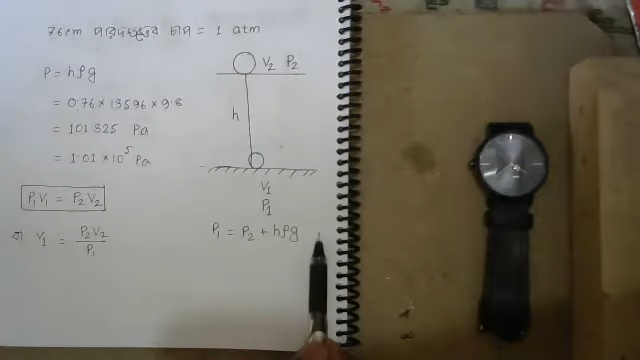 76cm পারদস্তম্ভের চাপ = 1 atm
P = hρg
= 0.76 × 13596 × 9.8
= 101325 Pa
= 1.01 × 10⁵ Pa
P₁V₁ = P₂V₂
বা V₁ = P₂V₂ / P₁
V₂ P₂
h
V₁
P₁
P₁ = P₂ + hρg